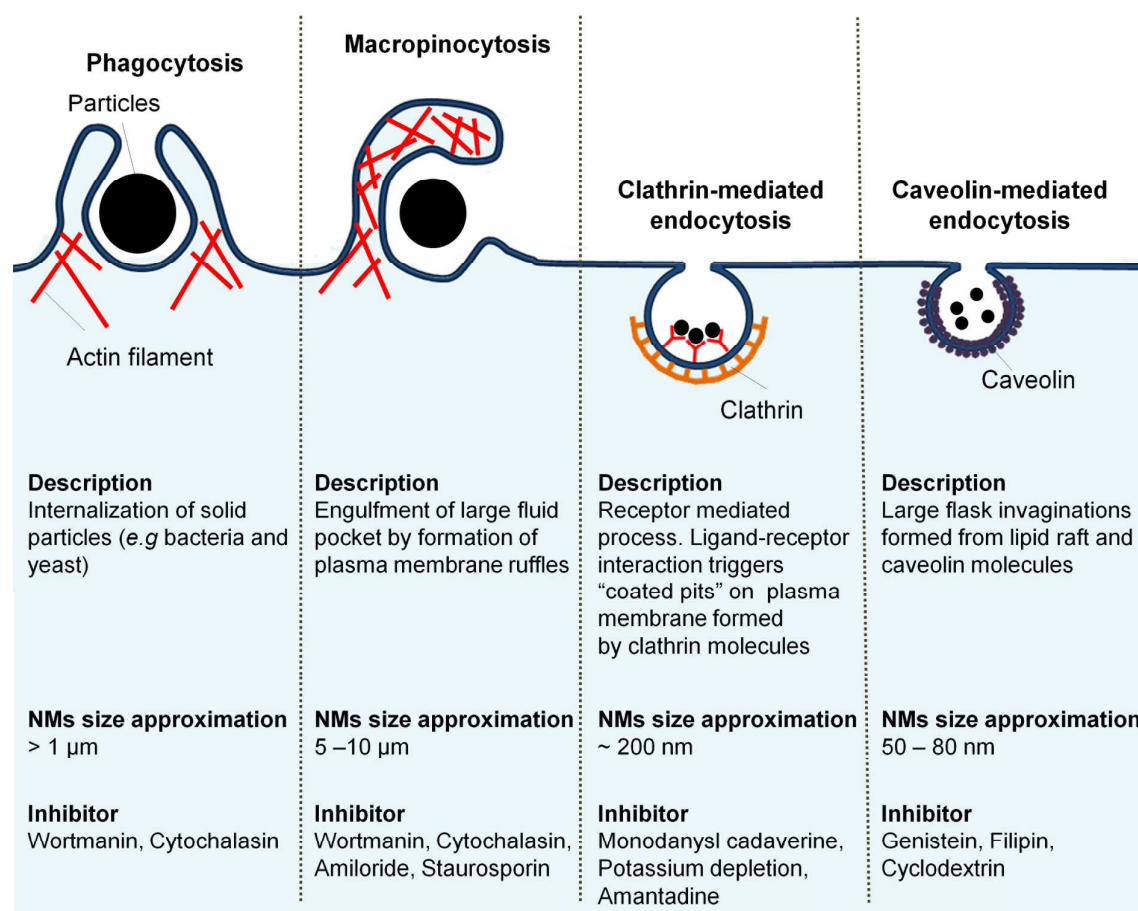 Phagocytosis
Particles
Actin filament
Description
Internalization of solid
particles (e.g bacteria and
yeast)
NMs size approximation
> 1 µm
Inhibitor
Wortmanin, Cytochalasin
Macropinocytosis
Description
Engulfment of large fluid
pocket by formation of
plasma membrane ruffles
NMs size approximation
5 –10 µm
Inhibitor
Wortmanin, Cytochalasin,
Amiloride, Staurosporin
Clathrin-mediated
endocytosis
Clathrin
Description
Receptor mediated
process. Ligand-receptor
interaction triggers
“coated pits” on plasma
membrane formed
by clathrin molecules
NMs size approximation
~ 200 nm
Inhibitor
Monodanysl cadaverine,
Potassium depletion,
Amantadine
Caveolin-mediated
endocytosis
Caveolin
Description
Large flask invaginations
formed from lipid raft and
caveolin molecules
NMs size approximation
50 – 80 nm
Inhibitor
Genistein, Filipin,
Cyclodextrin